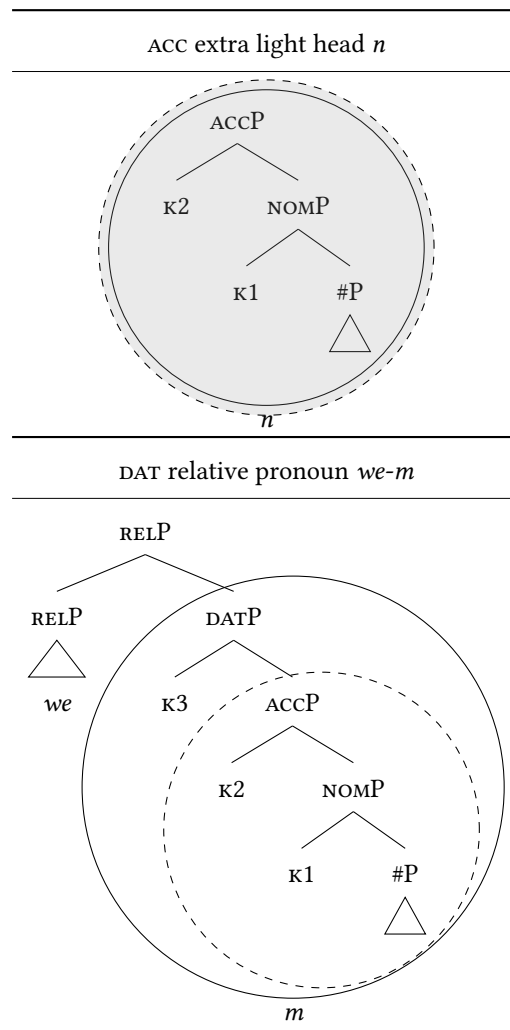 ACC extra light head n
ACCP
K2 NOMP
K1 #P
n
DAT relative pronoun we-m
RELP
RELP DATP
we K3 ACCP
K2 NOMP
K1 #P
m